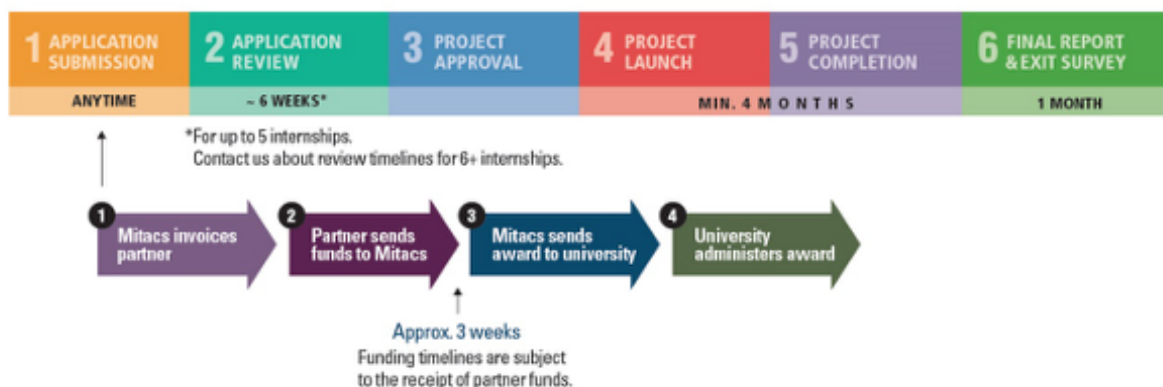 1 APPLICATION
SUBMISSION
2 APPLICATION
REVIEW
3 PROJECT
APPROVAL
4 PROJECT
LAUNCH
5 PROJECT
COMPLETION
6 FINAL REPORT
& EXIT SURVEY
ANYTIME
~ 6 WEEKS*
MIN. 4 MONTHS
1 MONTH
*For up to 5 internships.
Contact us about review timelines for 6+ internships.
1
Mitacs invoices
partner
2
Partner sends
funds to Mitacs
3
Mitacs sends
award to university
4
University
administers award
Approx. 3 weeks
Funding timelines are subject
to the receipt of partner funds.